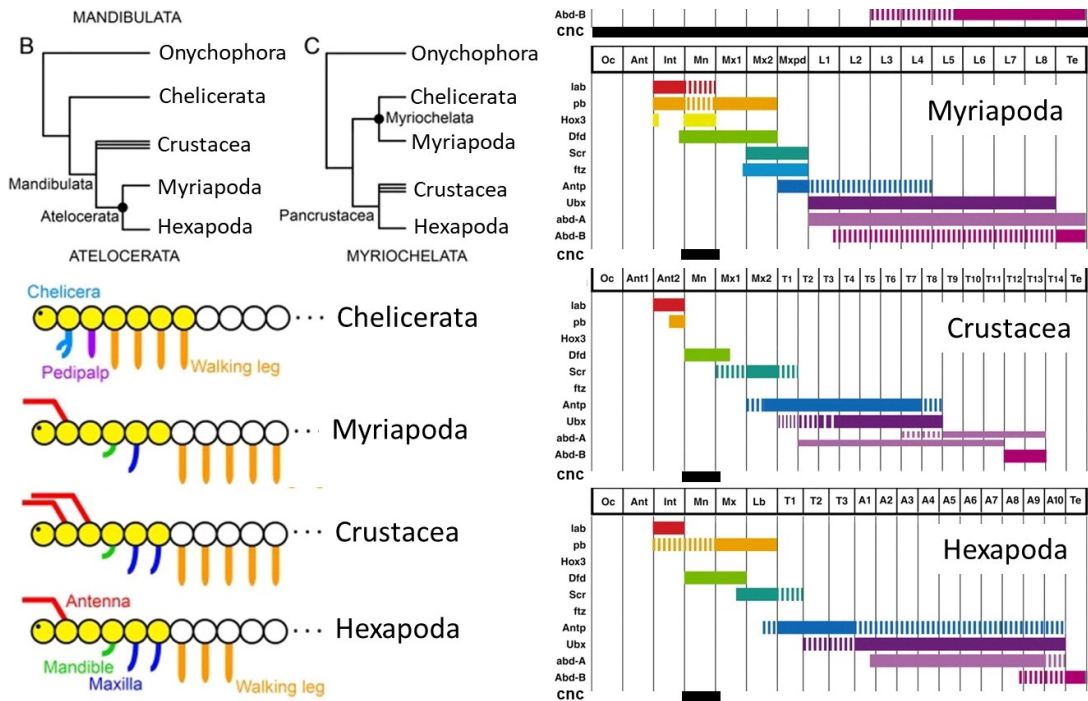 MANDIBULATA
B
Onychophora
Chelicerata
Crustacea
Mandibulata
Myriapoda
Atelocerata
Hexapoda
ATELOCERATA
C
Onychophora
Chelicerata
Myriochelata
Myriapoda
Crustacea
Pancrustacea
Hexapoda
MYRIOCHELATA
Chelicera
Pedipalp
Walking leg
··· Chelicerata
··· Myriapoda
··· Crustacea
Antenna
Mandible
Maxilla
Walking leg
··· Hexapoda
Abd-B
cnc
Oc Ant Int Mn Mx1 Mx2 Mxpd L1 L2 L3 L4 L5 L6 L7 L8 Te
Myriapoda
lab
pb
Hox3
Dfd
Scr
ftz
Antp
Ubx
abd-A
Abd-B
cnc
Oc Ant1 Ant2 Mn Mx1 Mx2 T1 T2 T3 T4 T5 T6 T7 T8 T9 T10 T11 T12 T13 T14 Te
Crustacea
lab
pb
Hox3
Dfd
Scr
ftz
Antp
Ubx
abd-A
Abd-B
cnc
Oc Ant Int Mn Mx Lb T1 T2 T3 A1 A2 A3 A4 A5 A6 A7 A8 A9 A10 Te
Hexapoda
lab
pb
Hox3
Dfd
Scr
ftz
Antp
Ubx
abd-A
Abd-B
cnc